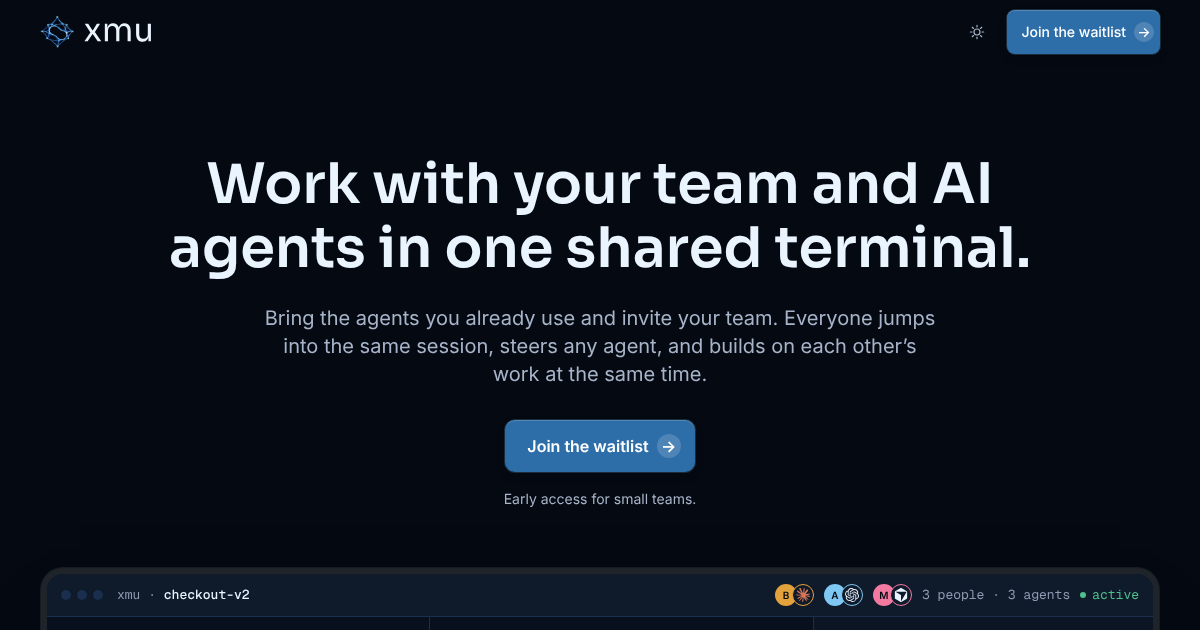 xmu
Join the waitlist
Work with your team and AI
agents in one shared terminal.
Bring the agents you already use and invite your team. Everyone jumps
into the same session, steers any agent, and builds on each other’s
work at the same time.
Join the waitlist
Early access for small teams.
xmu · checkout-v2 B A M 3 people · 3 agents active